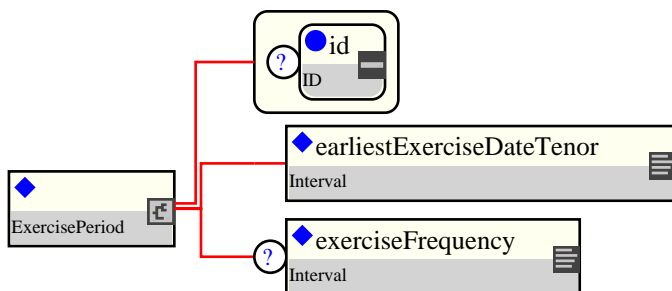 id
?
ID
earliestExerciseDateTenor
Interval
ExercisePeriod
exerciseFrequency
?
Interval